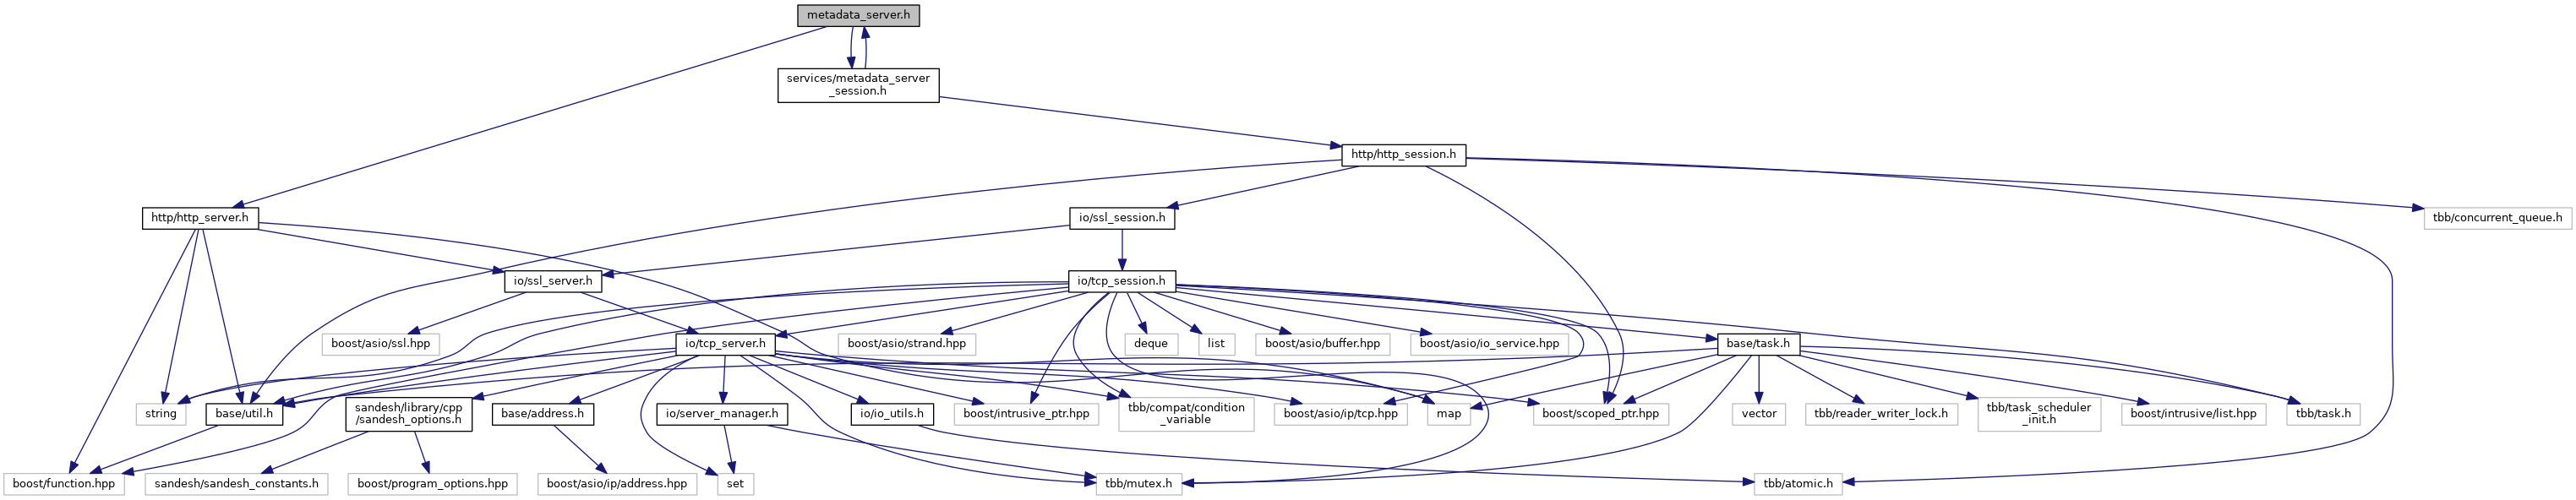 metadata_server.h
services/metadata_server
_session.h
http/http_session.h
http/http_server.h
io/ssl_session.h
tbb/concurrent_queue.h
io/ssl_server.h
io/tcp_session.h
boost/asio/ssl.hpp
io/tcp_server.h
boost/asio/strand.hpp
deque
list
boost/asio/buffer.hpp
boost/asio/io_service.hpp
base/task.h
string
base/util.h
sandesh/library/cpp
/sandesh_options.h
base/address.h
io/server_manager.h
io/io_utils.h
boost/intrusive_ptr.hpp
tbb/compat/condition
_variable
boost/asio/ip/tcp.hpp
map
boost/scoped_ptr.hpp
vector
tbb/reader_writer_lock.h
tbb/task_scheduler
_init.h
boost/intrusive/list.hpp
tbb/task.h
boost/function.hpp
sandesh/sandesh_constants.h
boost/program_options.hpp
boost/asio/ip/address.hpp
set
tbb/mutex.h
tbb/atomic.h